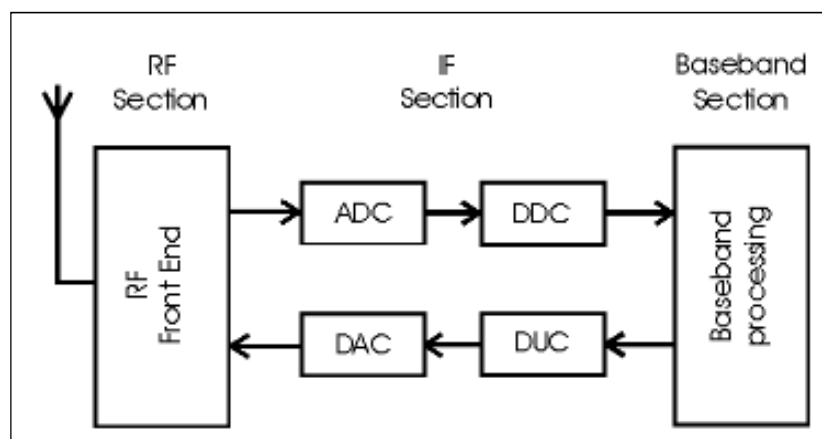 RF
Section
IF
Section
Baseband
Section
RF
Front End
ADC
DDC
DAC
DUC
Baseband
processing